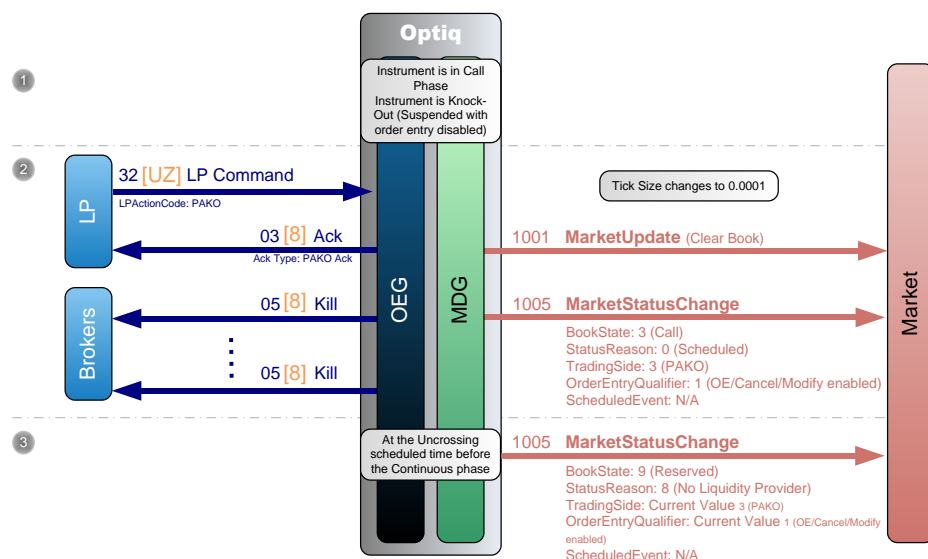 Optiq
1
Instrument is in Call
Phase
Instrument is Knock-
Out (Suspended with
order entry disabled)
2
LP
32 [UZ] LP Command
LPActionCode: PAKO
Tick Size changes to 0.0001
03 [8] Ack
Ack Type: PAKO Ack
OEG
MDG
1001 MarketUpdate (Clear Book)
Market
Brokers
05 [8] Kill
05 [8] Kill
1005 MarketStatusChange
BookState: 3 (Call)
StatusReason: 0 (Scheduled)
TradingSide: 3 (PAKO)
OrderEntryQualifier: 1 (OE/Cancel/Modify enabled)
ScheduledEvent: N/A
3
At the Uncrossing
scheduled time before
the Continuous phase
1005 MarketStatusChange
BookState: 9 (Reserved)
StatusReason: 8 (No Liquidity Provider)
TradingSide: Current Value 3 (PAKO)
OrderEntryQualifier: Current Value 1 (OE/Cancel/Modify
enabled)
ScheduledEvent: N/A